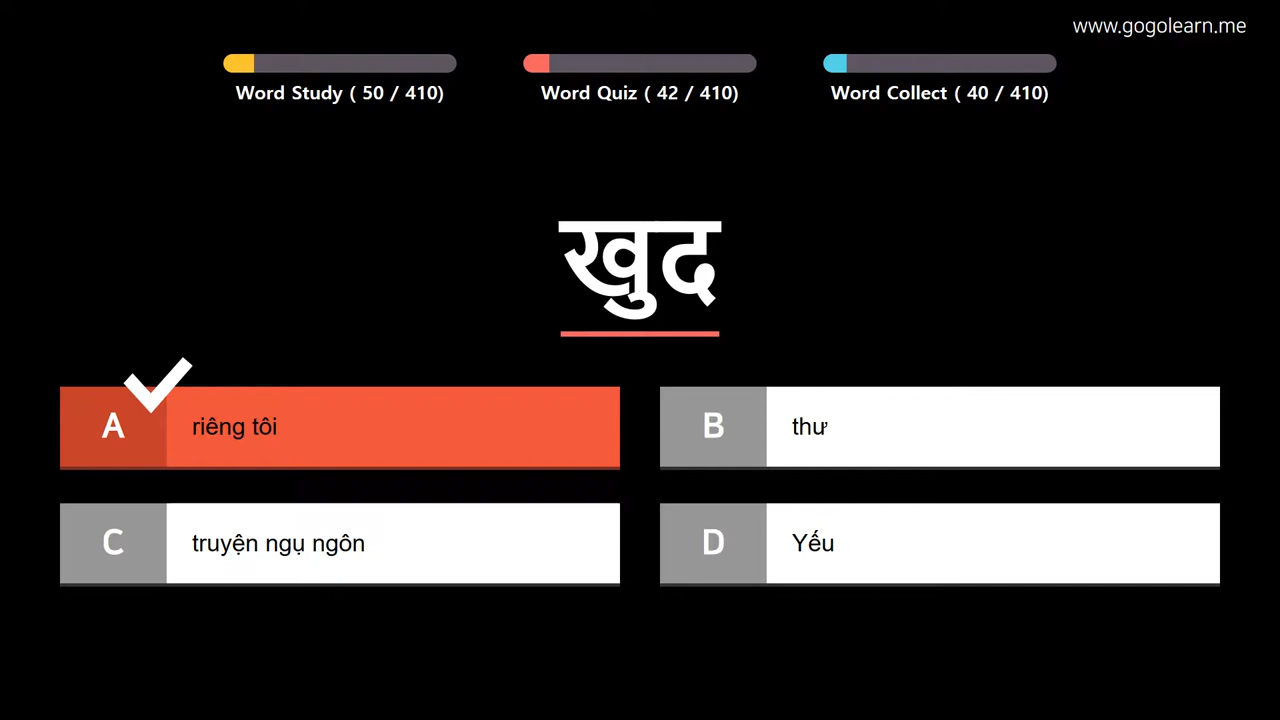 www.gogolearn.me
Word Study ( 50 / 410)
Word Quiz ( 42 / 410)
Word Collect ( 40 / 410)
खुद
A riêng tôi
B thư
C truyện ngụ ngôn
D Yếu